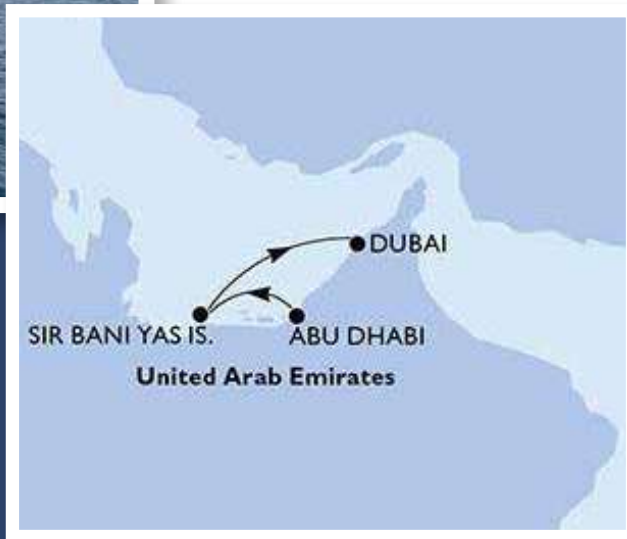 DUBAI
SIR BANI YAS IS.
ABU DHABI
United Arab Emirates